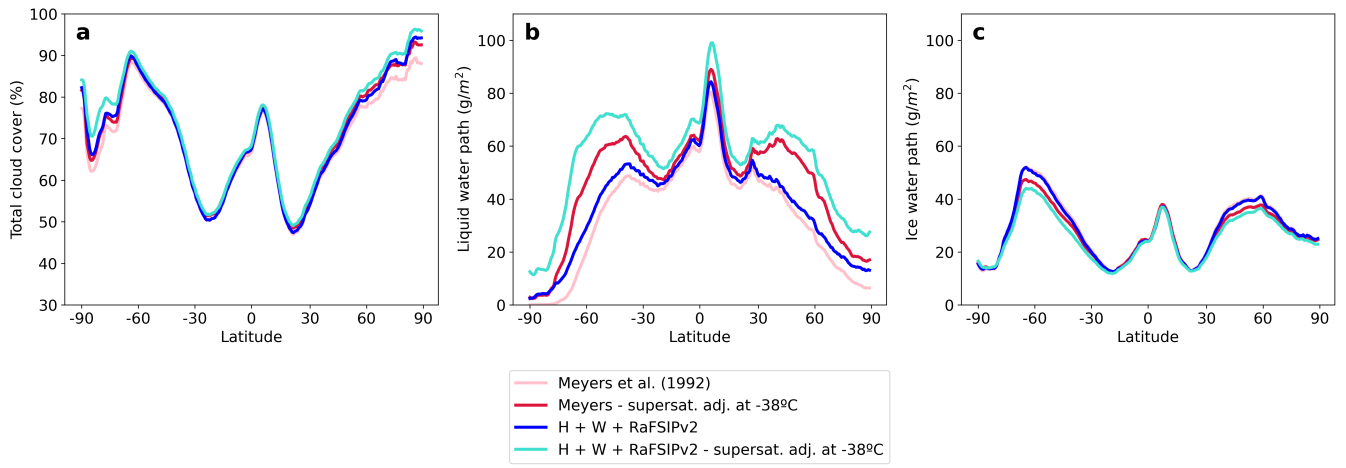 a
Total cloud cover (%)
100
90
80
70
60
50
40
30
-90 -60 -30 0 30 60 90
Latitude
b
Liquid water path (g/m²)
100
80
60
40
20
0
-90 -60 -30 0 30 60 90
Latitude
c
Ice water path (g/m²)
100
80
60
40
20
0
-90 -60 -30 0 30 60 90
Latitude
Meyers et al. (1992)
Meyers - supersat. adj. at -38ºC
H + W + RaFSIPv2
H + W + RaFSIPv2 - supersat. adj. at -38ºC